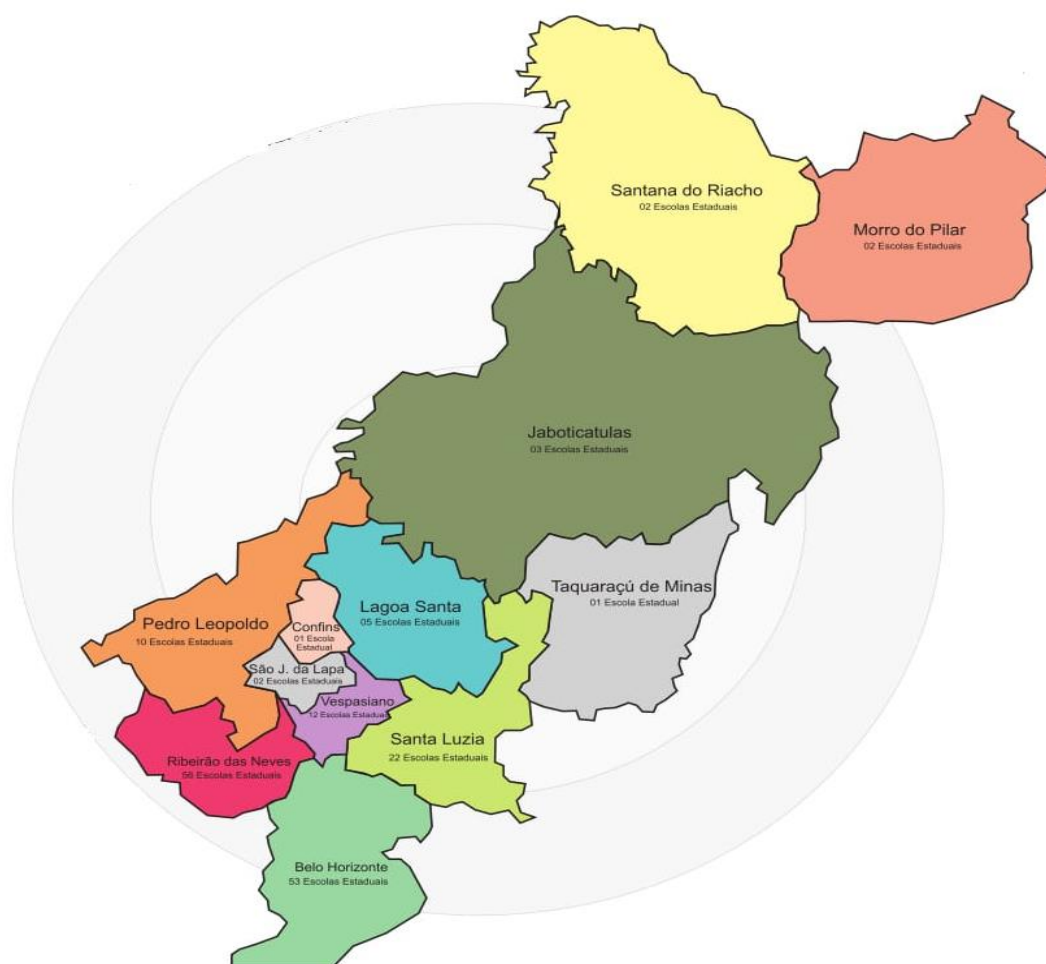 Santana do Riacho
02 Escolas Estaduais
Morro do Pilar
02 Escolas Estaduais
Jaboticatulas
03 Escolas Estaduais
Taquaraçú de Minas
01 Escola Estadual
Lagoa Santa
05 Escolas Estaduais
Confins
01 Escola
Estadual
Pedro Leopoldo
10 Escolas Estaduais
São J. da Lapa
02 Escolas Estaduais
Vespasiano
12 Escolas Estaduais
Santa Luzia
22 Escolas Estaduais
Ribeirão das Neves
56 Escolas Estaduais
Belo Horizonte
53 Escolas Estaduais